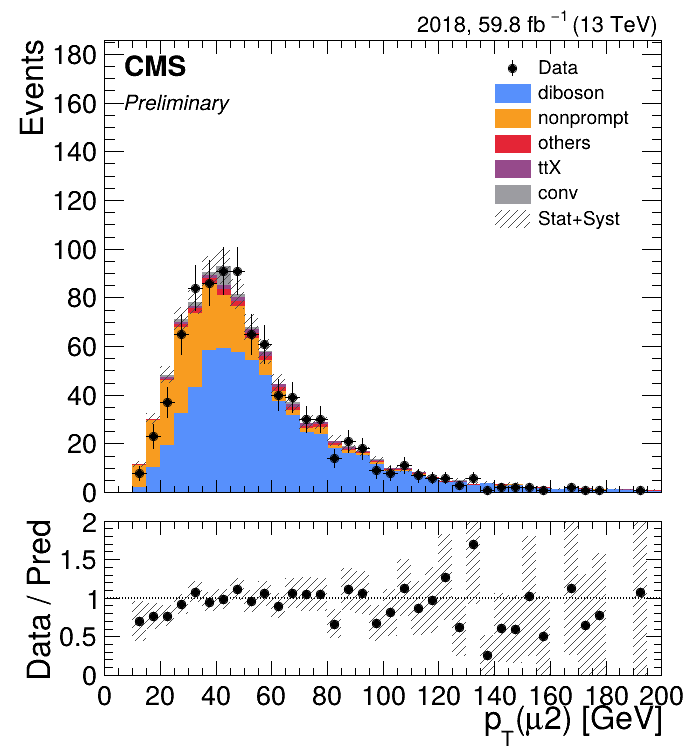 2018, 59.8 fb⁻¹ (13 TeV)
CMS
Preliminary
Events
180
160
140
120
100
80
60
40
20
0
Data
diboson
nonprompt
others
ttX
conv
Stat+Syst
Data / Pred
2
1.5
1
0.5
0
0 20 40 60 80 100 120 140 160 180 200
p_T(μ2) [GeV]